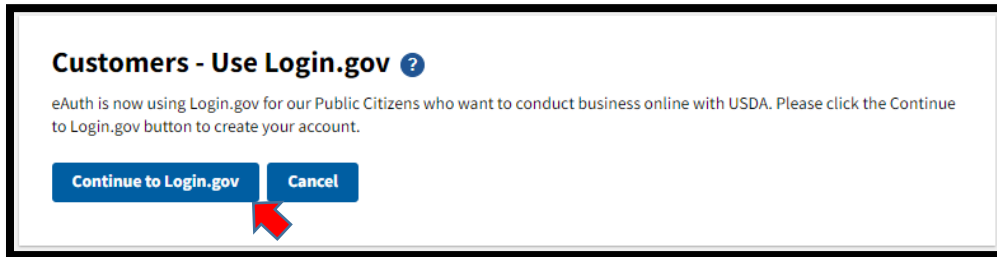 Customers - Use Login.gov ?
eAuth is now using Login.gov for our Public Citizens who want to conduct business online with USDA. Please click the Continue
to Login.gov button to create your account.
Continue to Login.gov Cancel